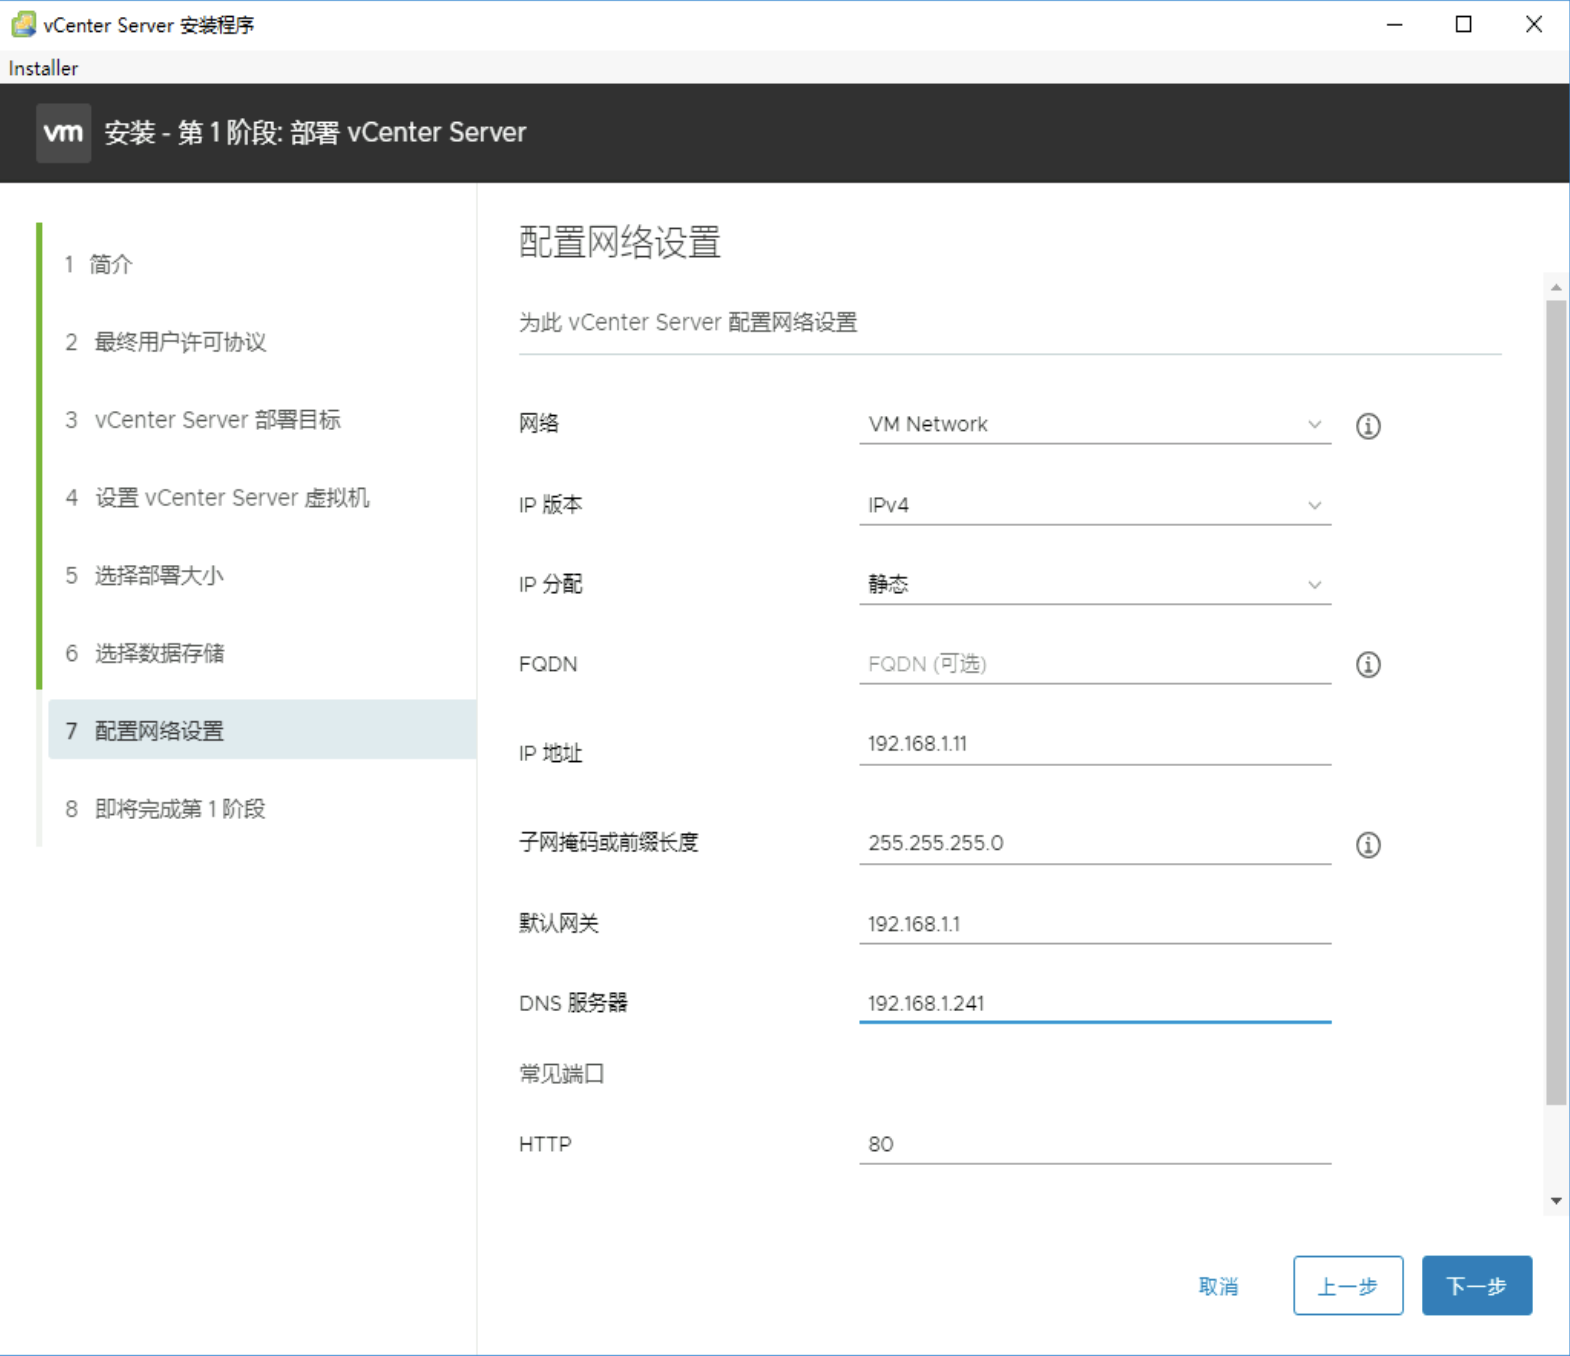 vCenter Server 安装程序
Installer
vm 安装 - 第 1 阶段: 部署 vCenter Server
1 简介
2 最终用户许可协议
3 vCenter Server 部署目标
4 设置 vCenter Server 虚拟机
5 选择部署大小
6 选择数据存储
7 配置网络设置
8 即将完成第 1 阶段
配置网络设置
为此 vCenter Server 配置网络设置
网络 VM Network
IP 版本 IPv4
IP 分配 静态
FQDN FQDN (可选)
IP 地址 192.168.1.11
子网掩码或前缀长度 255.255.255.0
默认网关 192.168.1.1
DNS 服务器 192.168.1.241
常见端口
HTTP 80
取消 上一步 下一步